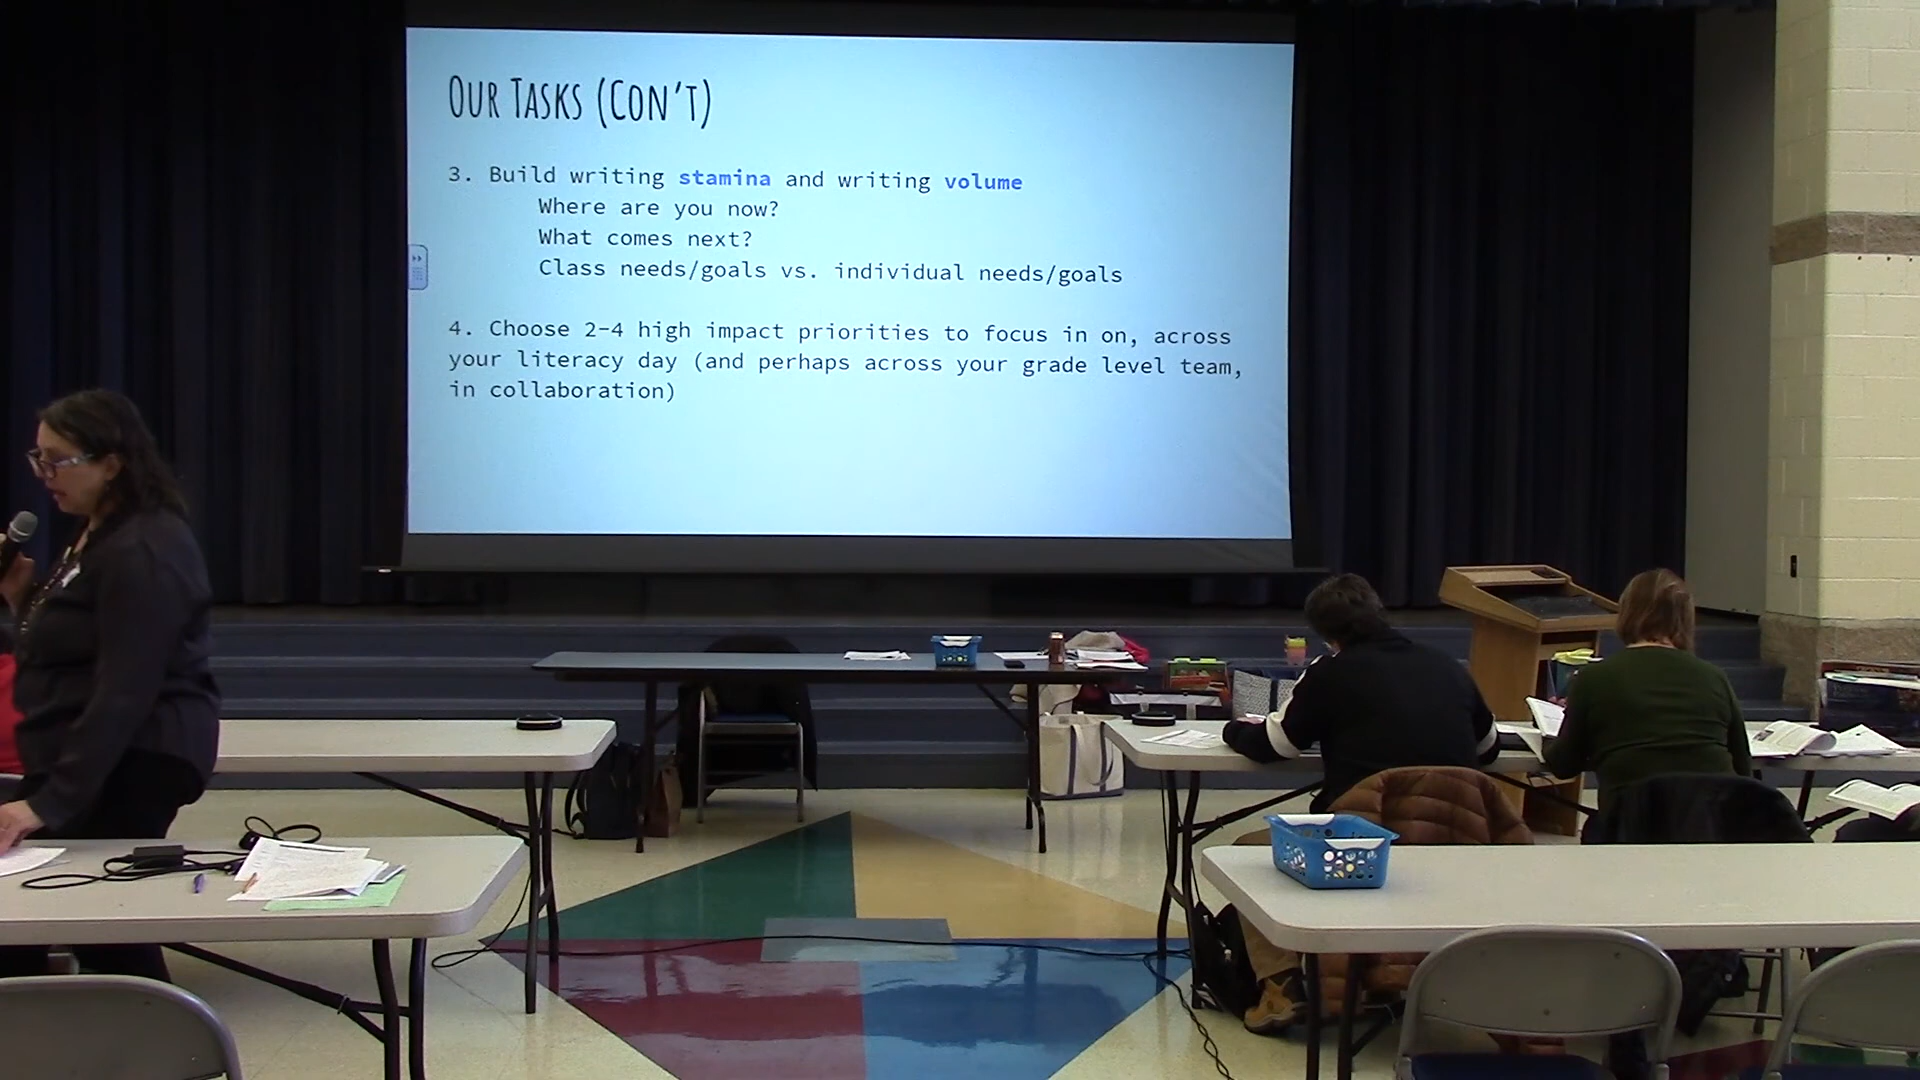 Our Tasks (Con't)
3. Build writing stamina and writing volume
Where are you now?
What comes next?
Class needs/goals vs. individual needs/goals
4. Choose 2-4 high impact priorities to focus in on, across
your literacy day (and perhaps across your grade level team,
in collaboration)